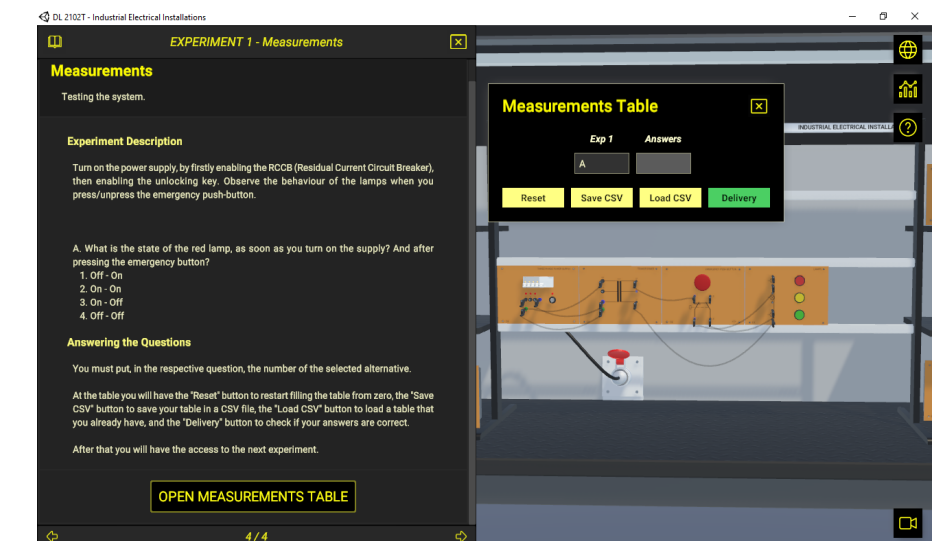 DL 2102T - Industrial Electrical Installations
EXPERIMENT 1 - Measurements
Measurements
Testing the system.
Experiment Description
Turn on the power supply, by firstly enabling the RCCB (Residual Current Circuit Breaker),
then enabling the unlocking key. Observe the behaviour of the lamps when you
press/unpress the emergency push-button.
A. What is the state of the red lamp, as soon as you turn on the supply? And after
pressing the emergency button?
1. Off - On
2. On - On
3. On - Off
4. Off - Off
Answering the Questions
You must put, in the respective question, the number of the selected alternative.
At the table you will have the "Reset" button to restart filling the table from zero, the "Save
CSV" button to save your table in a CSV file, the "Load CSV" button to load a table that
you already have, and the "Delivery" button to check if your answers are correct.
After that you will have the access to the next experiment.
OPEN MEASUREMENTS TABLE
4 / 4
Measurements Table
Exp 1 Answers
A
Reset Save CSV Load CSV Delivery
INDUSTRIAL ELECTRICAL INSTALL
?